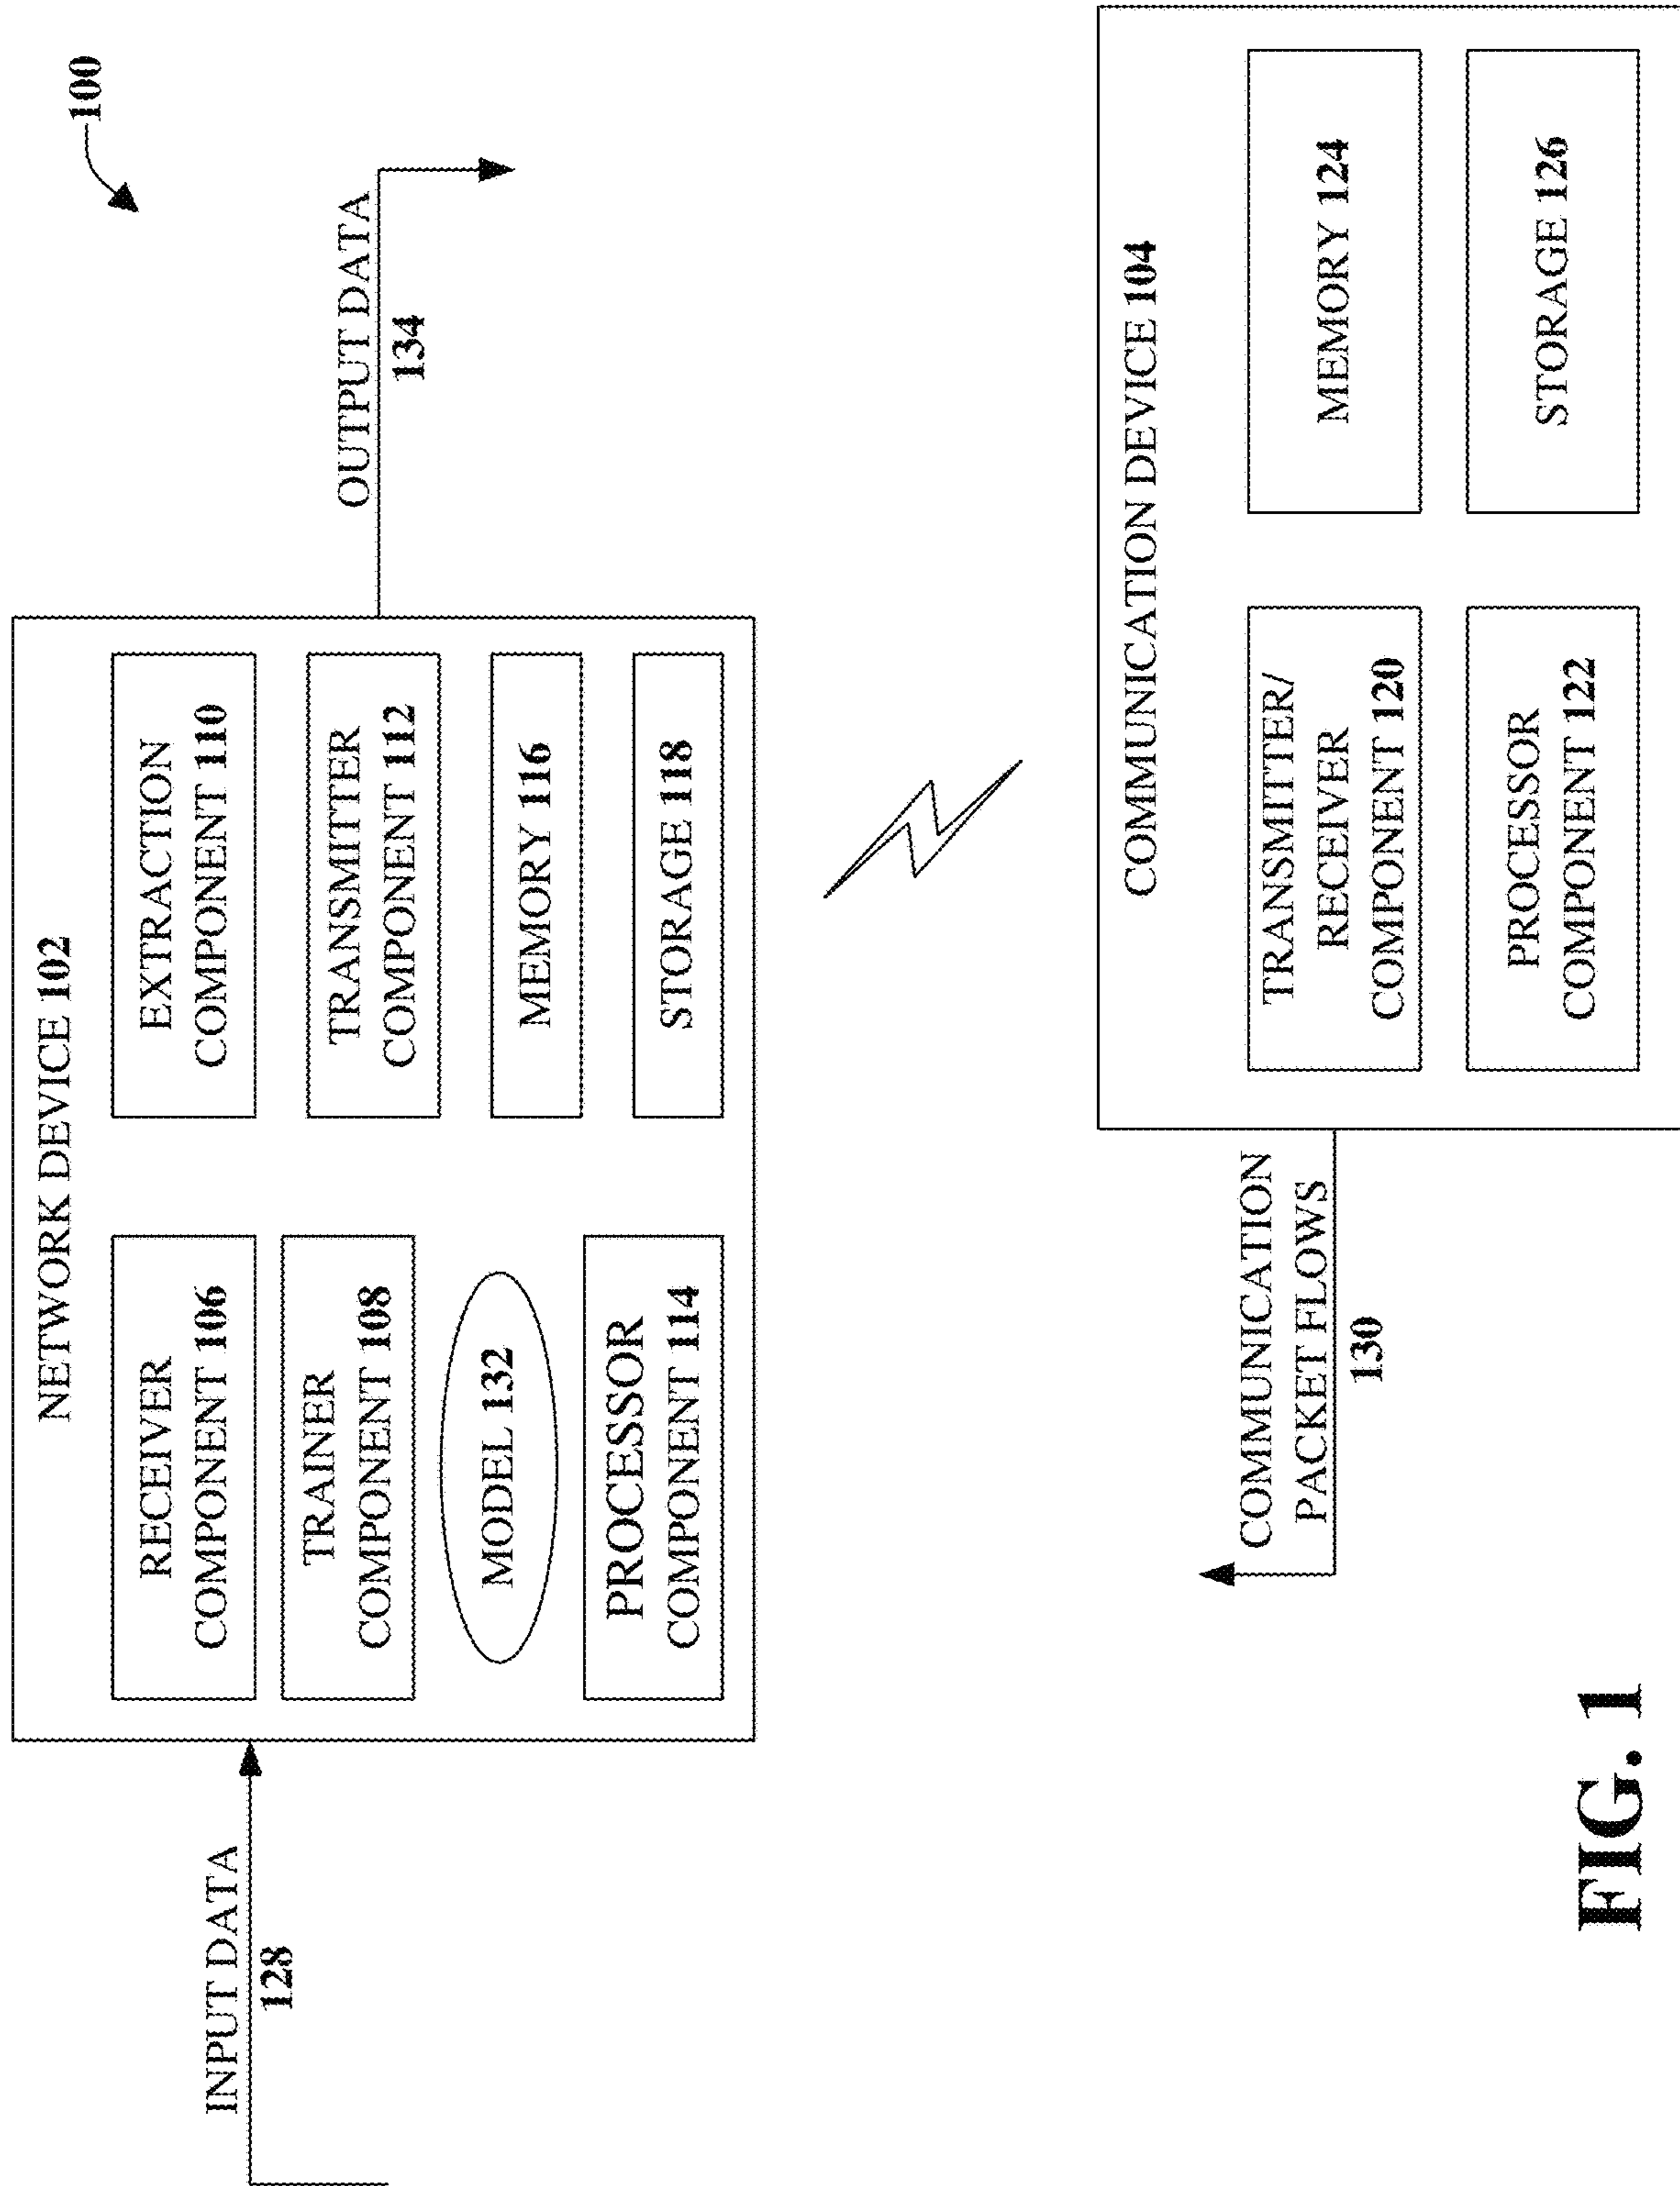 100
NETWORK DEVICE 102
INPUT DATA
128
RECEIVER
COMPONENT 106
TRAINER
COMPONENT 108
MODEL 132
PROCESSOR
COMPONENT 114
EXTRACTION
COMPONENT 110
TRANSMITTER
COMPONENT 112
MEMORY 116
STORAGE 118
OUTPUT DATA
134
COMMUNICATION DEVICE 104
COMMUNICATION
PACKET FLOWS
130
TRANSMITTER/
RECEIVER
COMPONENT 120
PROCESSOR
COMPONENT 122
MEMORY 124
STORAGE 126
FIG. 1